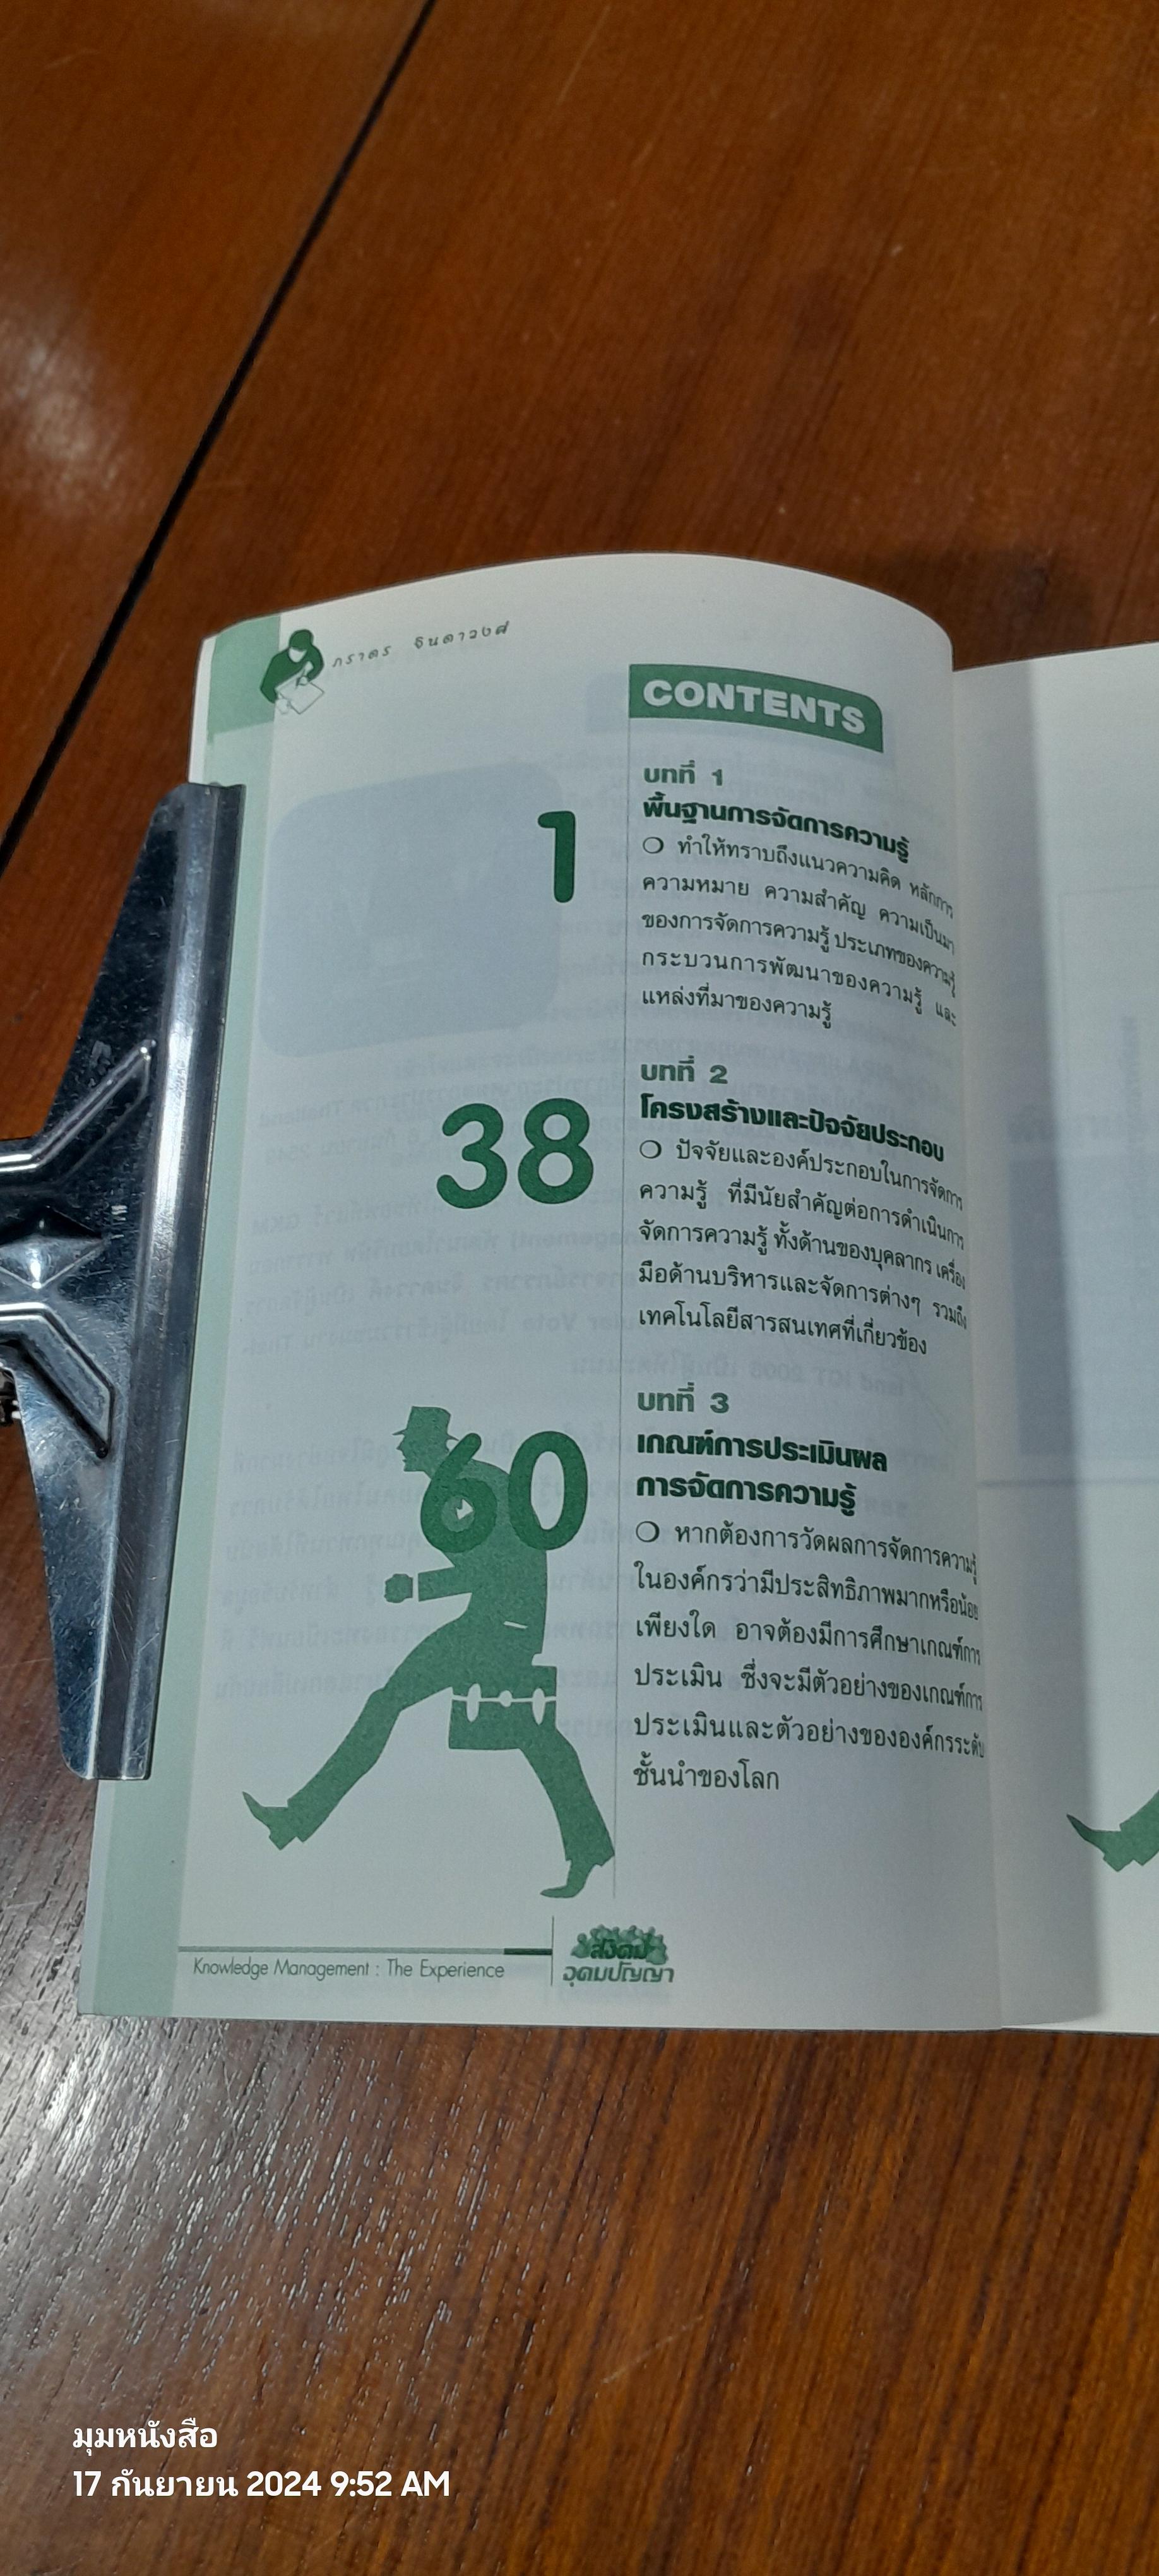 ภราดร จินดาวงศ์
CONTENTS
1
บทที่ 1
พื้นฐานการจัดการความรู้
❍ ทำให้ทราบถึงแนวความคิด หลักการ
ความหมาย ความสำคัญ ความเป็นมา
ของการจัดการความรู้ ประเภทของความรู้
กระบวนการพัฒนาของความรู้ และ
แหล่งที่มาของความรู้
38
บทที่ 2
โครงสร้างและปัจจัยประกอบ
❍ ปัจจัยและองค์ประกอบในการจัดการ
ความรู้ ที่มีนัยสำคัญต่อการดำเนินการ
จัดการความรู้ ทั้งด้านของบุคลากร เครื่อง
มือด้านบริหารและจัดการต่างๆ รวมถึง
เทคโนโลยีสารสนเทศที่เกี่ยวข้อง
60
บทที่ 3
เกณฑ์การประเมินผล
การจัดการความรู้
❍ หากต้องการวัดผลการจัดการความรู้
ในองค์กรว่ามีประสิทธิภาพมากหรือน้อย
เพียงใด อาจต้องมีการศึกษาเกณฑ์การ
ประเมิน ซึ่งจะมีตัวอย่างของเกณฑ์การ
ประเมินและตัวอย่างขององค์กรระดับ
ชั้นนำของโลก
Knowledge Management : The Experience
สังคม
อุดมปัญญา
มุมหนังสือ
17 กันยายน 2024 9:52 AM